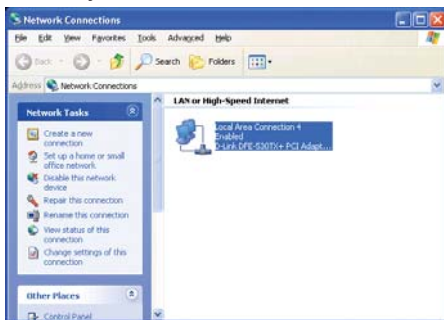 Network Connections
File Edit View Favorites Tools Advanced Help
Back Search Folders
Address Network Connections
Network Tasks
Create a new
connection
Set up a home or small
office network
Disable this network
device
Repair this connection
Rename this connection
View status of this
connection
Change settings of this
connection
Other Places
Control Panel
LAN or High-Speed Internet
Local Area Connection 4
Enabled
D-Link DFE-530TX+ PCI Adapt...